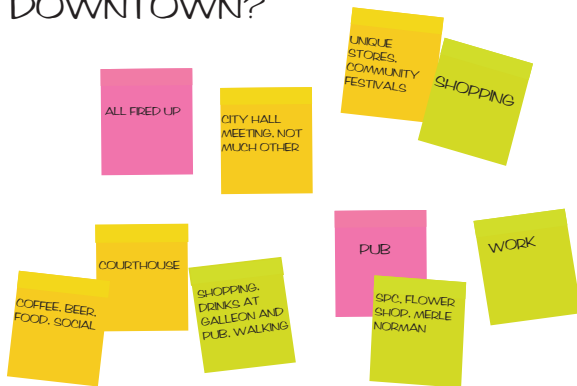 DOWNTOWN?
UNIQUE
STORES,
COMMUNITY
FESTIVALS
SHOPPING
ALL FIRED UP
CITY HALL
MEETING, NOT
MUCH OTHER
COURTHOUSE
PUB
WORK
COFFEE, BEER,
FOOD, SOCIAL
SHOPPING,
DRINKS AT
GALLEON AND
PUB, WALKING
SPC, FLOWER
SHOP, MERLE
NORMAN